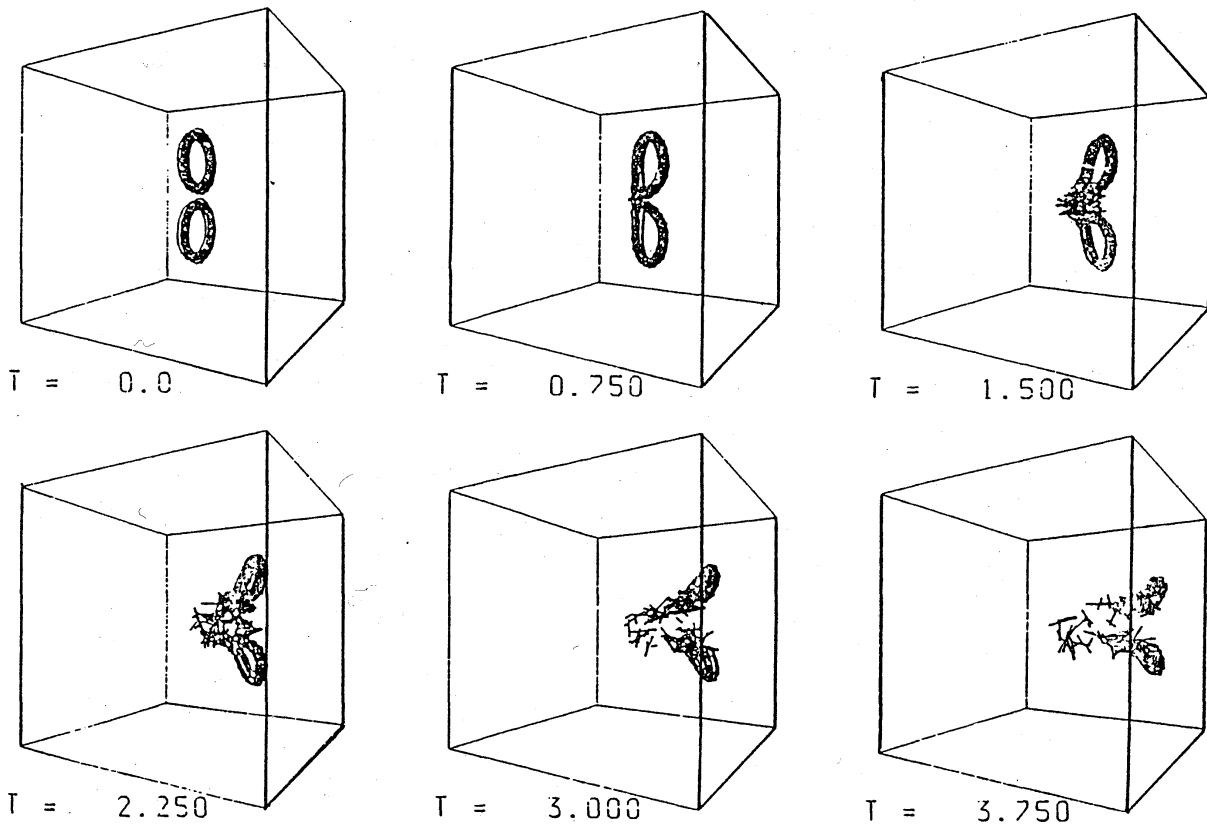 T = 0.0
T = 0.750
T = 1.500
T = 2.250
T = 3.000
T = 3.750